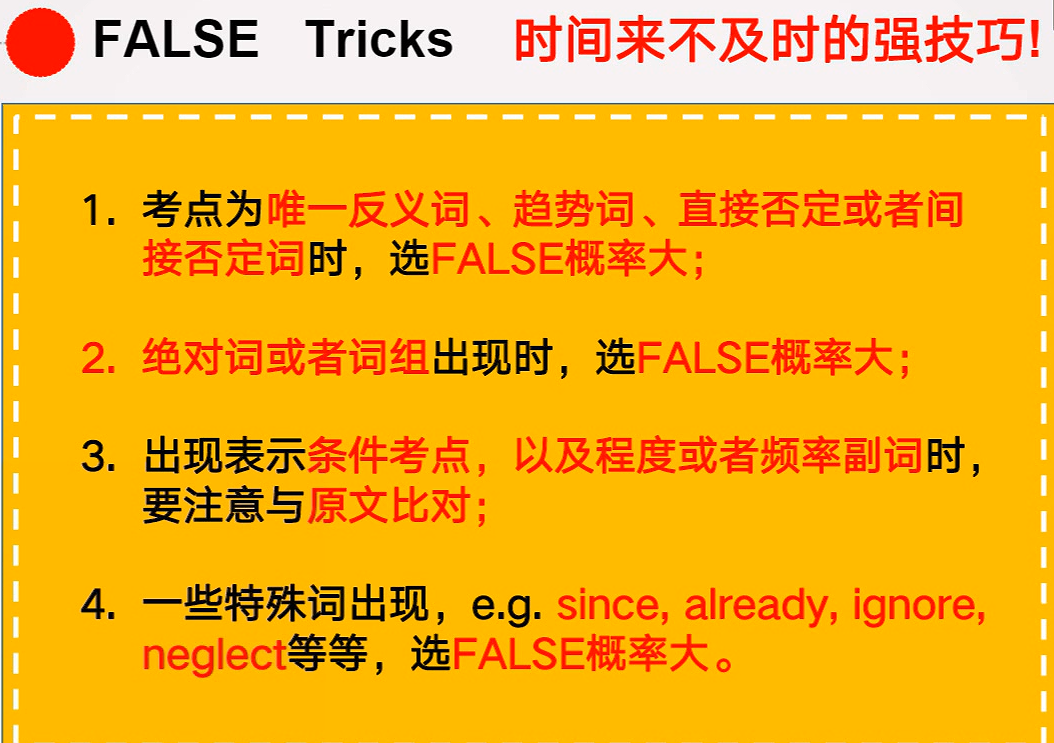 FALSE Tricks 时间来不及时的强技巧!
1. 考点为唯一反义词、趋势词、直接否定或者间
接否定词时，选FALSE概率大；
2. 绝对词或者词组出现时，选FALSE概率大；
3. 出现表示条件考点，以及程度或者频率副词时，
要注意与原文比对；
4. 一些特殊词出现，e.g. since, already, ignore,
neglect等等，选FALSE概率大。